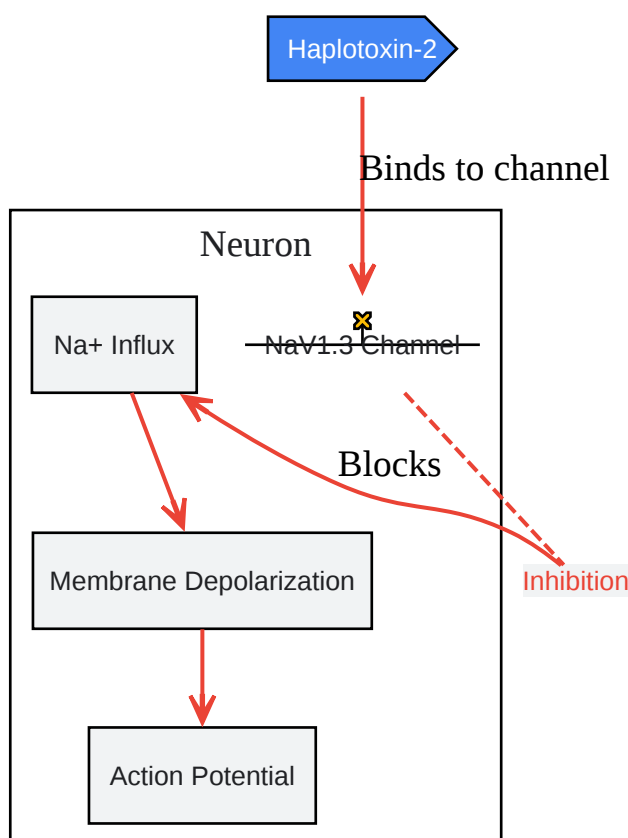 Haplotoxin-2
Binds to channel
Neuron
Na+ Influx
NaV1.3 Channel
Blocks
Membrane Depolarization
Inhibition
Action Potential